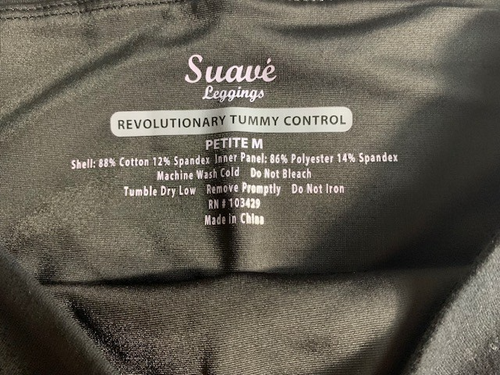 Suavé
Leggings
REVOLUTIONARY TUMMY CONTROL
PETITE M
Shell: 88% Cotton 12% Spandex Inner Panel: 86% Polyester 14% Spandex
Machine Wash Cold Do Not Bleach
Tumble Dry Low Remove Promptly Do Not Iron
RN # 103429
Made in China